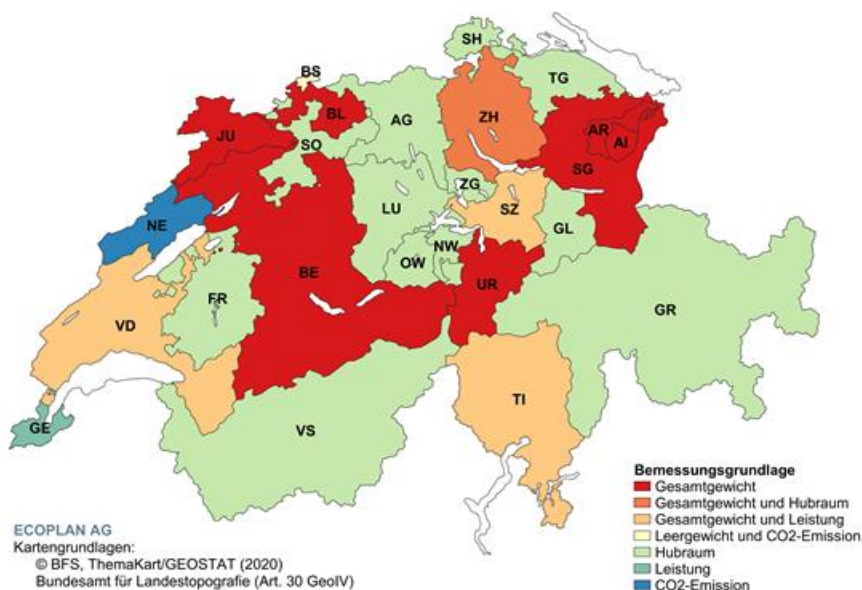 SH
BS
TG
BL
ZH
AG
JU
AR
AI
SO
SG
ZG
LU
SZ
NE
GL
NW
OW
BE
UR
FR
GR
VD
TI
GE
VS
Bemessungsgrundlage
Gesamtgewicht
Gesamtgewicht und Hubraum
Gesamtgewicht und Leistung
Leergewicht und CO2-Emission
Hubraum
Leistung
CO2-Emission
ECOPLAN AG
Kartengrundlagen:
© BFS, ThemaKart/GEOSTAT (2020)
Bundesamt für Landestopografie (Art. 30 GeoIV)